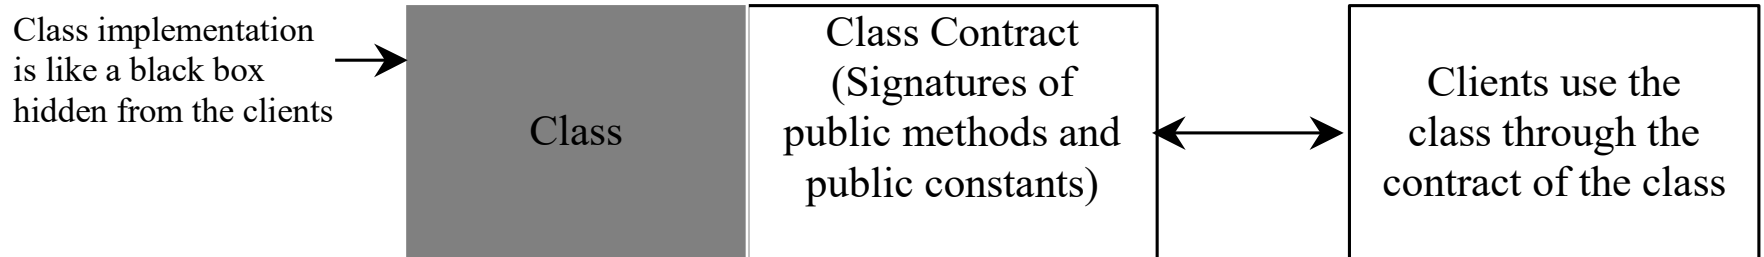 Class implementation
is like a black box
hidden from the clients
Class
Class Contract
(Signatures of
public methods and
public constants)
Clients use the
class through the
contract of the class